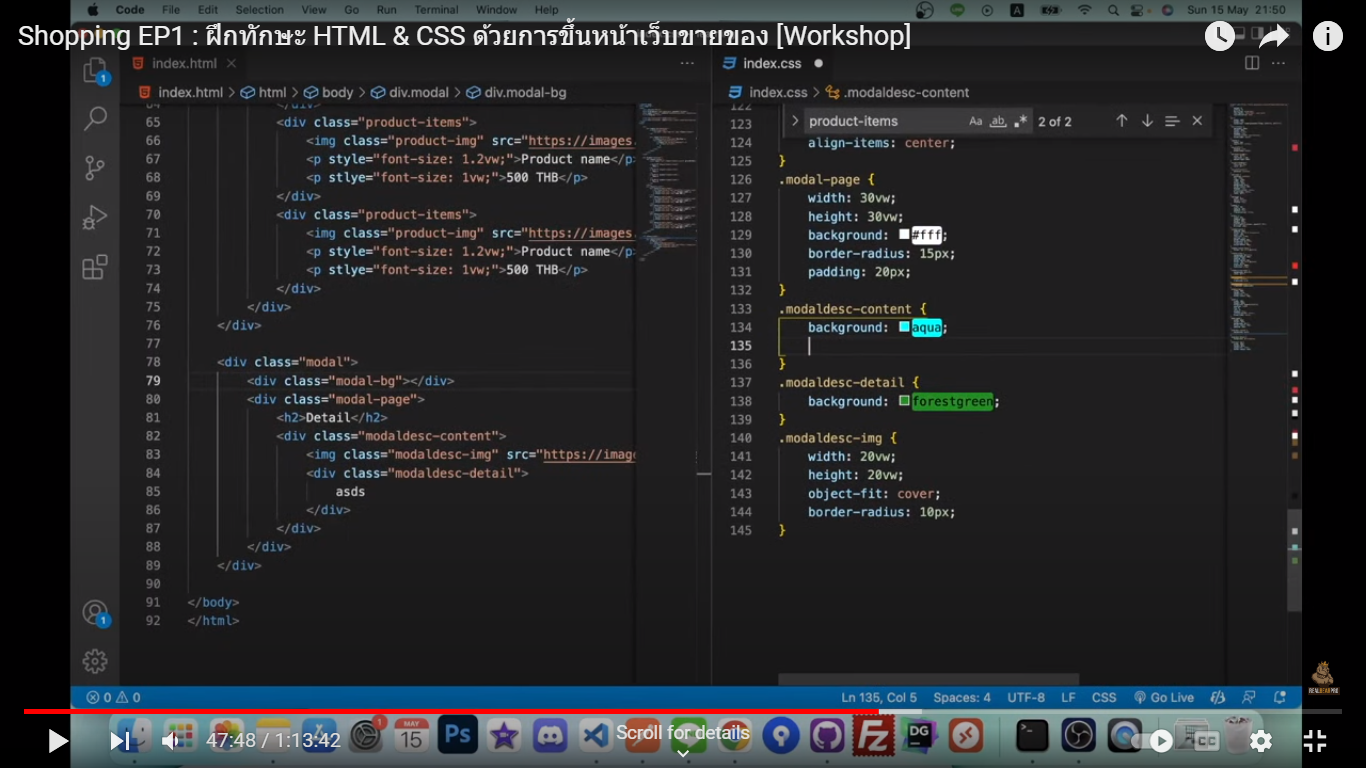 Code File Edit Selection View Go Run Terminal Window Help Sun 15 May 21:50
Shopping EP1 : ฝึกทักษะ HTML & CSS ด้วยการขึ้นหน้าเว็บขายของ [Workshop]
index.html
index.html > html > body > div.modal > div.modal-bg
64 </div>
65 <div class="product-items">
66 <img class="product-img" src="https://images.
67 <p style="font-size: 1.2vw;">Product name</p>
68 <p stlye="font-size: 1vw;">500 THB</p>
69 </div>
70 <div class="product-items">
71 <img class="product-img" src="https://images.
72 <p style="font-size: 1.2vw;">Product name</p>
73 <p stlye="font-size: 1vw;">500 THB</p>
74 </div>
75 </div>
76 </div>
77
78 <div class="modal">
79 <div class="modal-bg"></div>
80 <div class="modal-page">
81 <h2>Detail</h2>
82 <div class="modaldesc-content">
83 <img class="modaldesc-img" src="https://image
84 <div class="modaldesc-detail">
85 asds
86 </div>
87 </div>
88 </div>
89 </div>
90
91 </body>
92 </html>
index.css
index.css > .modaldesc-content
product-items Aa ab 2 of 2
122
123
124 align-items: center;
125 }
126 .modal-page {
127 width: 30vw;
128 height: 30vw;
129 background: #fff;
130 border-radius: 15px;
131 padding: 20px;
132 }
133 .modaldesc-content {
134 background: aqua;
135
136 }
137 .modaldesc-detail {
138 background: forestgreen;
139 }
140 .modaldesc-img {
141 width: 20vw;
142 height: 20vw;
143 object-fit: cover;
144 border-radius: 10px;
145 }
1
1
0 0 Ln 135, Col 5 Spaces: 4 UTF-8 LF CSS Go Live
MAY
15
Ps
1
Fz
DG
47:48 / 1:13:42
Scroll for details
CC